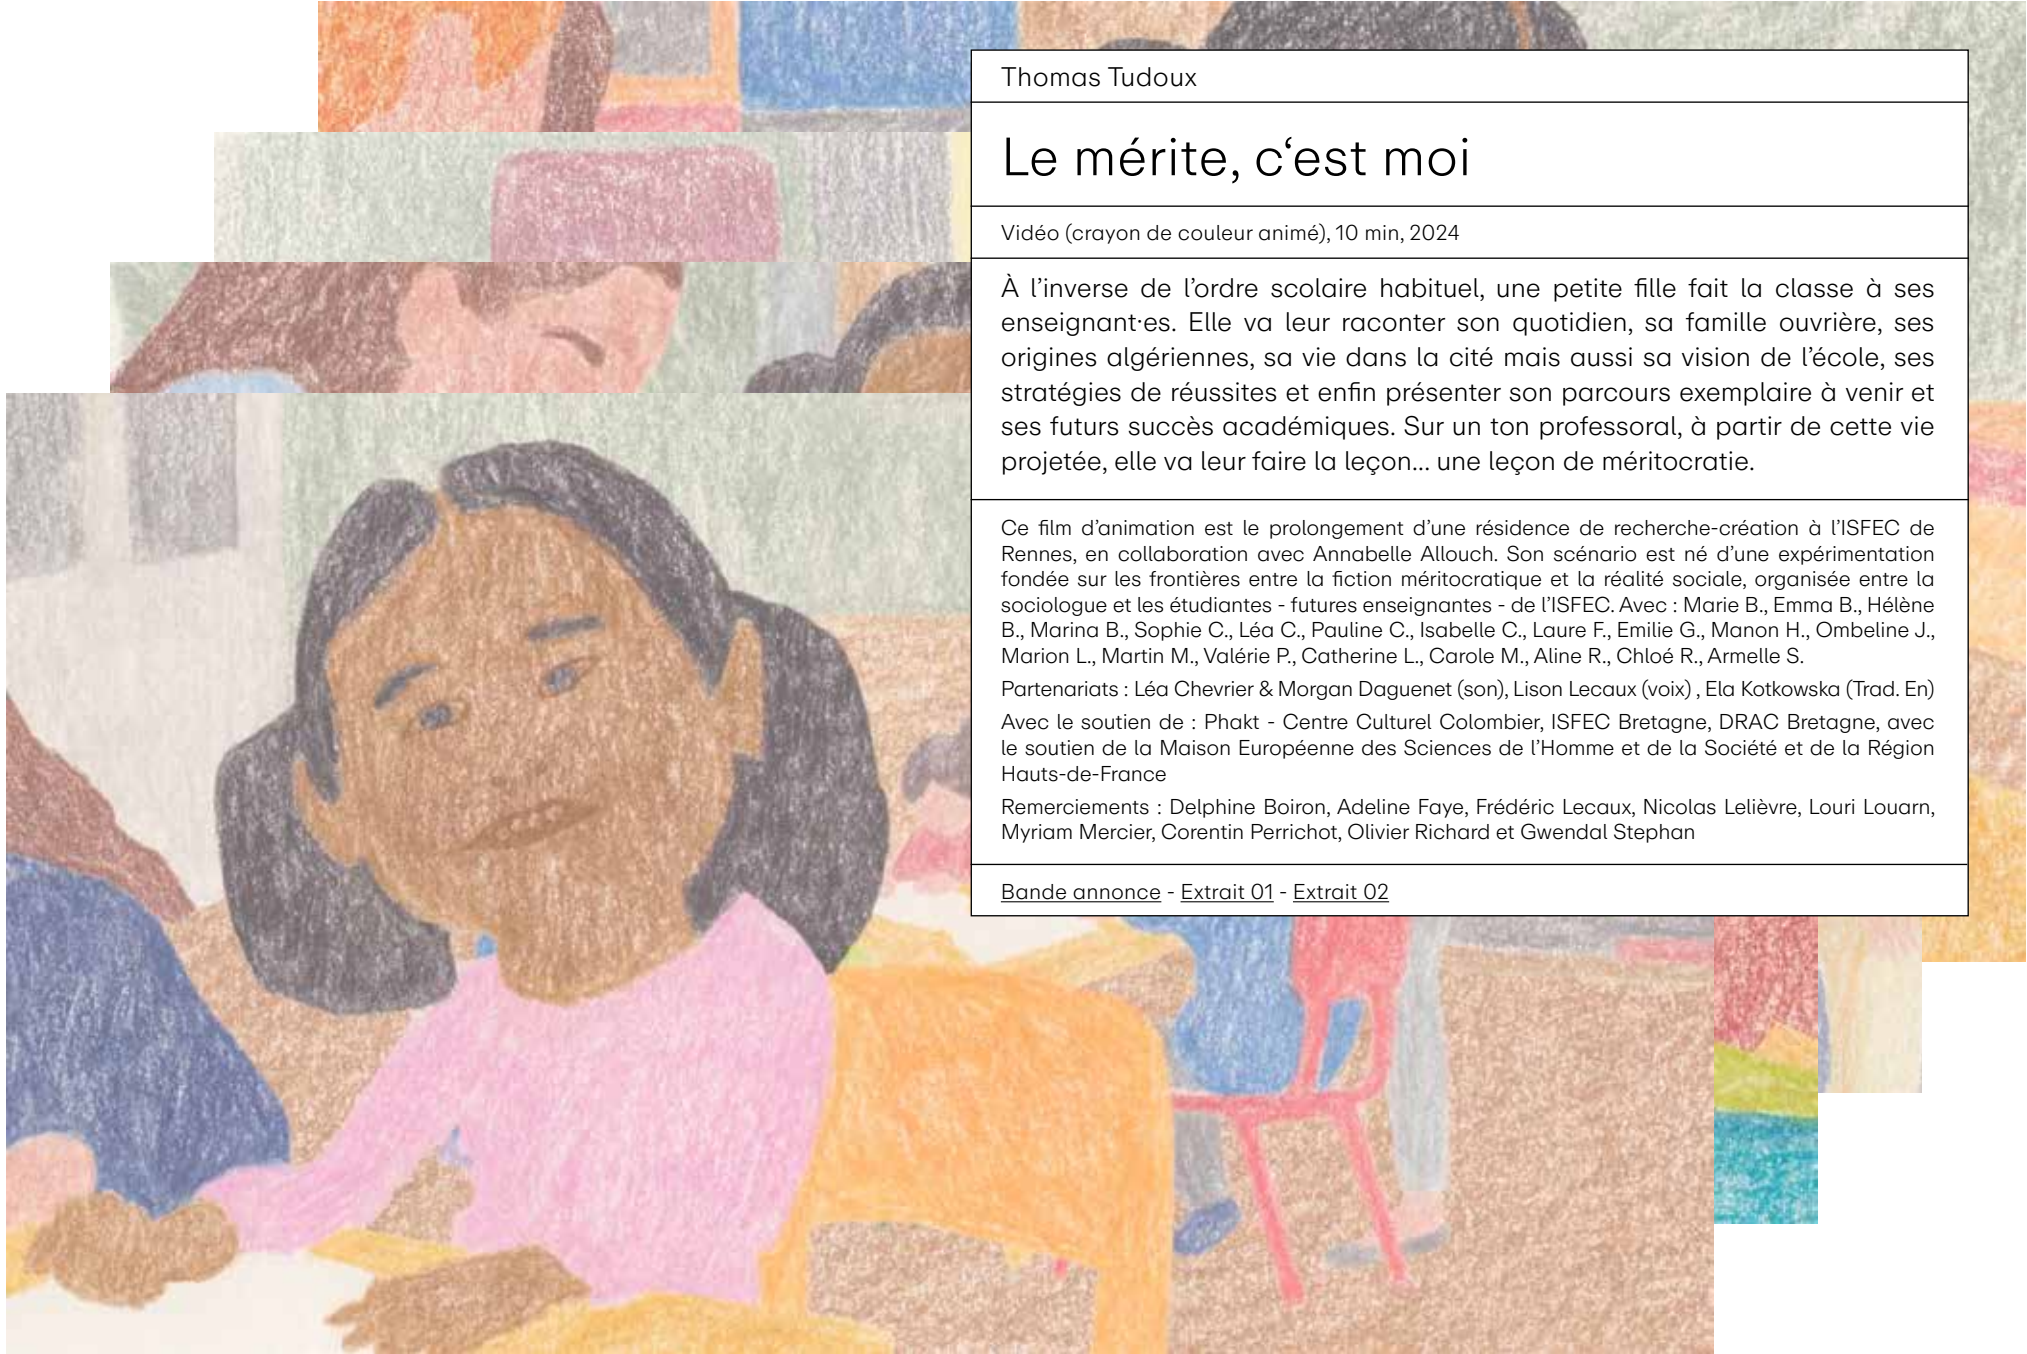 Thomas Tudoux
Le mérite, c‘est moi
Vidéo (crayon de couleur animé), 10 min, 2024
À l’inverse de l’ordre scolaire habituel, une petite fille fait la classe à ses
enseignant·es. Elle va leur raconter son quotidien, sa famille ouvrière, ses
origines algériennes, sa vie dans la cité mais aussi sa vision de l’école, ses
stratégies de réussites et enfin présenter son parcours exemplaire à venir et
ses futurs succès académiques. Sur un ton professoral, à partir de cette vie
projetée, elle va leur faire la leçon... une leçon de méritocratie.
Ce film d’animation est le prolongement d’une résidence de recherche-création à l’ISFEC de
Rennes, en collaboration avec Annabelle Allouch. Son scénario est né d’une expérimentation
fondée sur les frontières entre la fiction méritocratique et la réalité sociale, organisée entre la
sociologue et les étudiantes - futures enseignantes - de l’ISFEC. Avec : Marie B., Emma B., Hélène
B., Marina B., Sophie C., Léa C., Pauline C., Isabelle C., Laure F., Emilie G., Manon H., Ombeline J.,
Marion L., Martin M., Valérie P., Catherine L., Carole M., Aline R., Chloé R., Armelle S.
Partenariats : Léa Chevrier & Morgan Daguenet (son), Lison Lecaux (voix) , Ela Kotkowska (Trad. En)
Avec le soutien de : Phakt - Centre Culturel Colombier, ISFEC Bretagne, DRAC Bretagne, avec
le soutien de la Maison Européenne des Sciences de l’Homme et de la Société et de la Région
Hauts-de-France
Remerciements : Delphine Boiron, Adeline Faye, Frédéric Lecaux, Nicolas Lelièvre, Louri Louarn,
Myriam Mercier, Corentin Perrichot, Olivier Richard et Gwendal Stephan
Bande annonce - Extrait 01 - Extrait 02